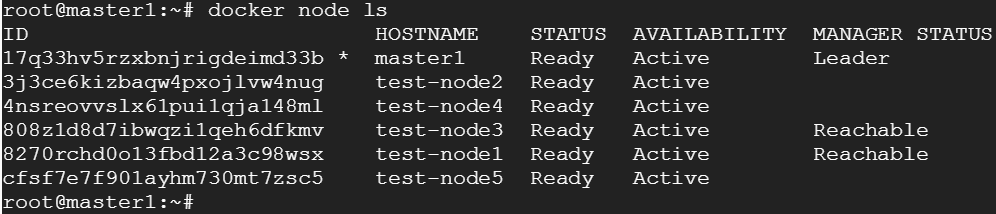 root@master1:~# docker node ls
ID HOSTNAME STATUS AVAILABILITY MANAGER STATUS
17q33hv5rzxbnjrigdeimd33b * master1 Ready Active Leader
3j3ce6kizbaqw4pxojlvw4nug test-node2 Ready Active
4nsreovvslx61pui1qja148ml test-node4 Ready Active
808z1d8d7ibwqzi1qeh6dfkmv test-node3 Ready Active Reachable
8270rchd0o13fbd12a3c98wsx test-node1 Ready Active Reachable
cfsf7e7f901ayhm730mt7zsc5 test-node5 Ready Active
root@master1:~#